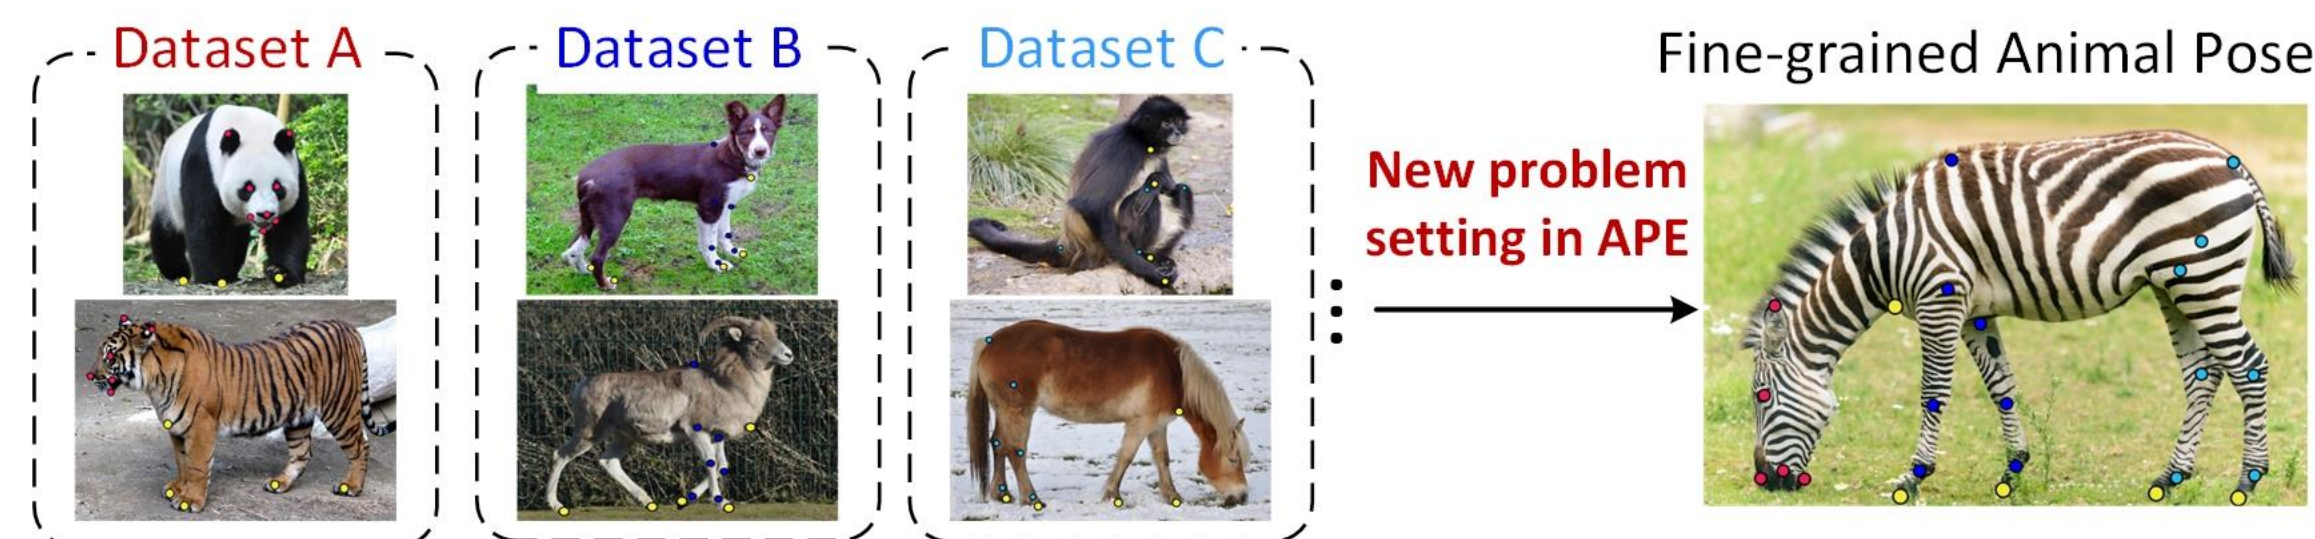 Dataset A
Dataset B
Dataset C
New problem
setting in APE
Fine-grained Animal Pose